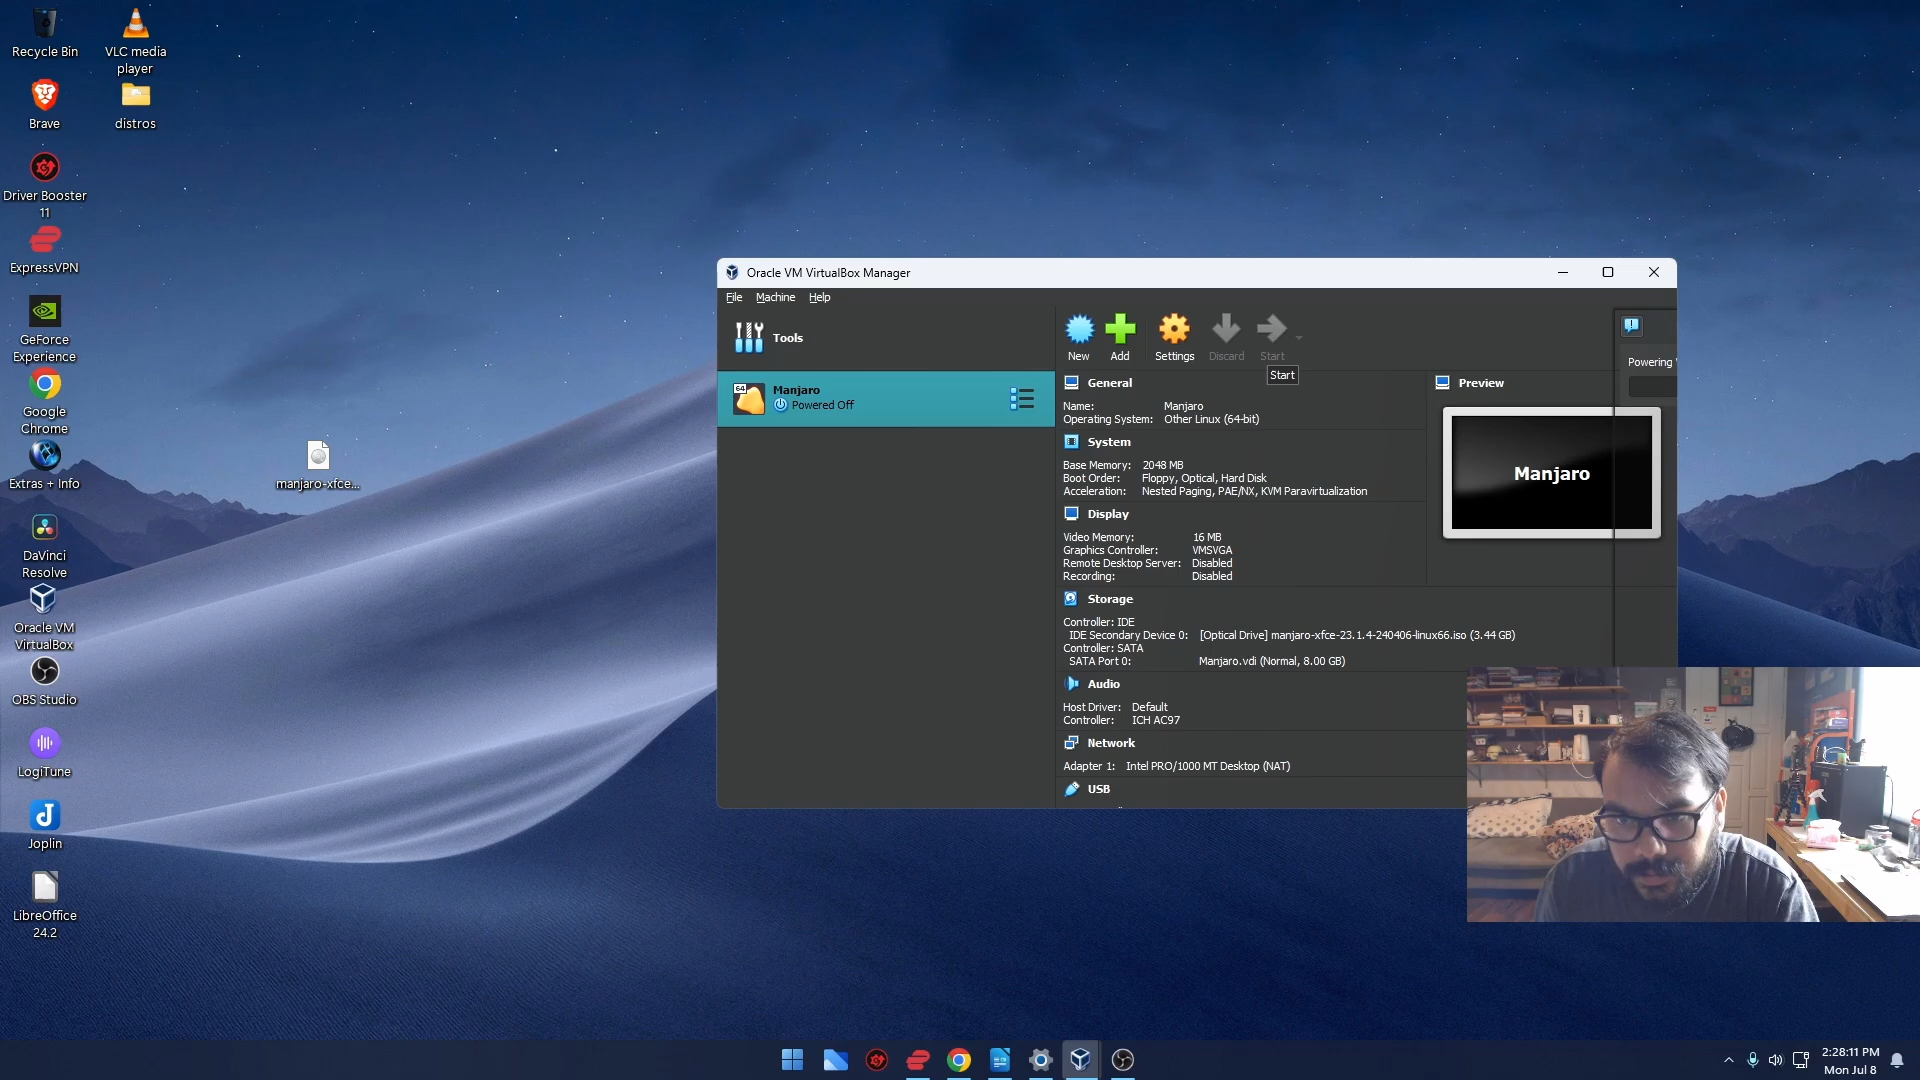 Recycle Bin
VLC media
player
Brave
distros
Driver Booster
11
ExpressVPN
GeForce
Experience
Google
Chrome
Extras + Info
manjaro-xfce...
DaVinci
Resolve
Oracle VM
VirtualBox
OBS Studio
LogiTune
Joplin
LibreOffice
24.2
Oracle VM VirtualBox Manager
File Machine Help
Tools
New Add Settings Discard Start
Start
64
Manjaro
Powered Off
General
Name: Manjaro
Operating System: Other Linux (64-bit)
System
Base Memory: 2048 MB
Boot Order: Floppy, Optical, Hard Disk
Acceleration: Nested Paging, PAE/NX, KVM Paravirtualization
Display
Video Memory: 16 MB
Graphics Controller: VMSVGA
Remote Desktop Server: Disabled
Recording: Disabled
Storage
Controller: IDE
IDE Secondary Device 0: [Optical Drive] manjaro-xfce-23.1.4-240406-linux66.iso (3.44 GB)
Controller: SATA
SATA Port 0: Manjaro.vdi (Normal, 8.00 GB)
Audio
Host Driver: Default
Controller: ICH AC97
Network
Adapter 1: Intel PRO/1000 MT Desktop (NAT)
USB
Preview
Manjaro
Powering
2:28:11 PM
Mon Jul 8